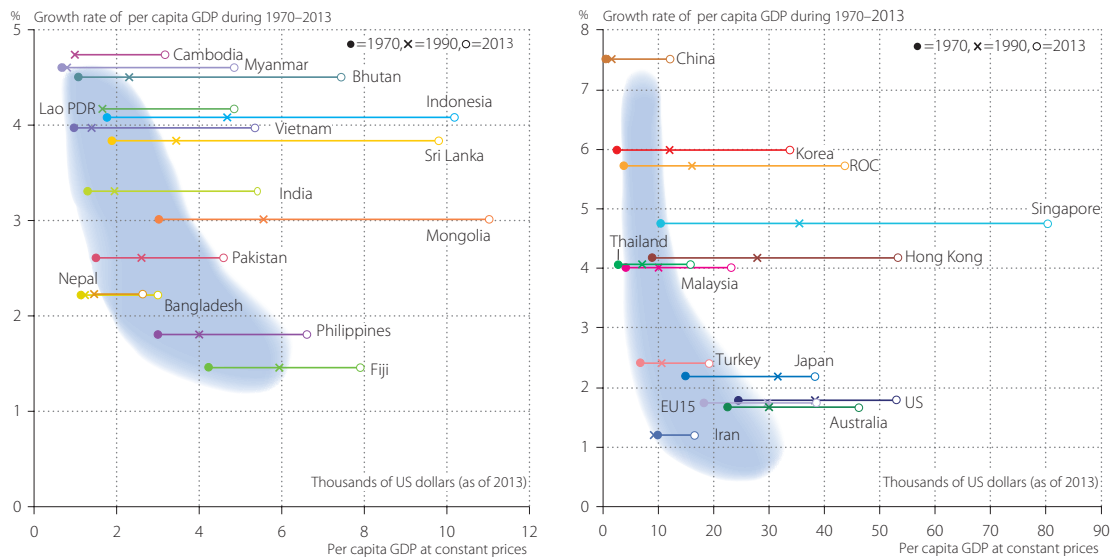 % Growth rate of per capita GDP during 1970–2013
5
4
3
2
1
0
●=1970,×=1990,○=2013
Cambodia
Myanmar
Bhutan
Lao PDR
Indonesia
Vietnam
Sri Lanka
India
Mongolia
Pakistan
Nepal
Bangladesh
Philippines
Fiji
Thousands of US dollars (as of 2013)
0 2 4 6 8 10 12
Per capita GDP at constant prices
% Growth rate of per capita GDP during 1970–2013
8
7
6
5
4
3
2
1
0
●=1970,×=1990,○=2013
China
Korea
ROC
Singapore
Thailand
Hong Kong
Malaysia
Turkey
Japan
EU15
US
Australia
Iran
Thousands of US dollars (as of 2013)
0 10 20 30 40 50 60 70 80 90
Per capita GDP at constant prices